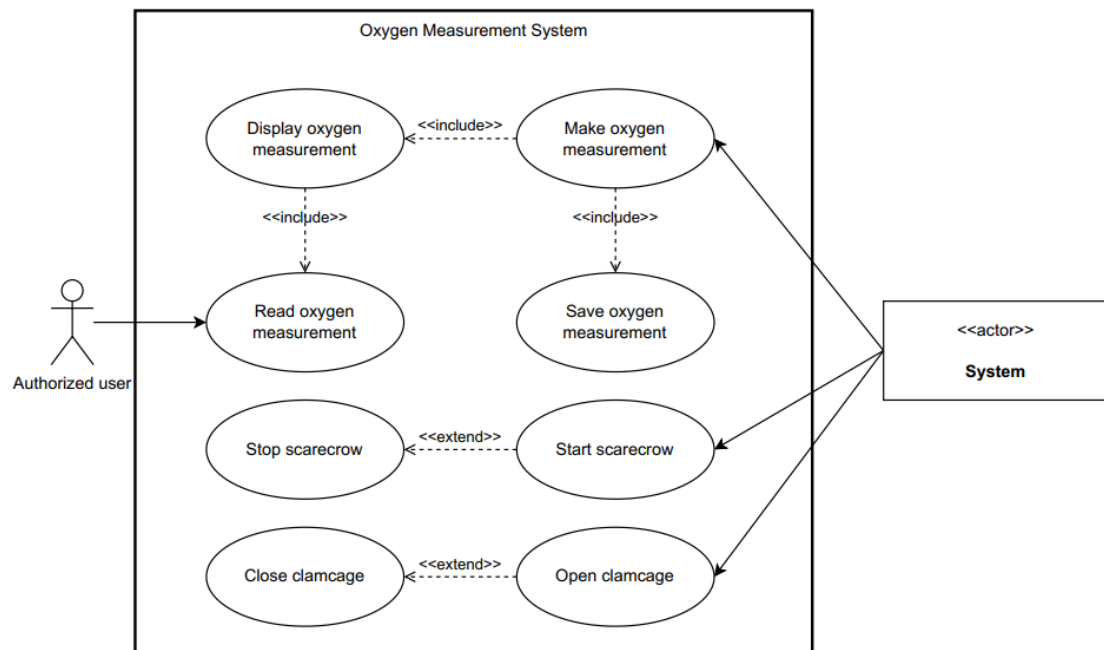 Oxygen Measurement System
Display oxygen
measurement
<<include>>
Make oxygen
measurement
<<include>>
<<include>>
Read oxygen
measurement
Save oxygen
measurement
<<actor>>
System
Authorized user
Stop scarecrow
<<extend>>
Start scarecrow
Close clamcage
<<extend>>
Open clamcage